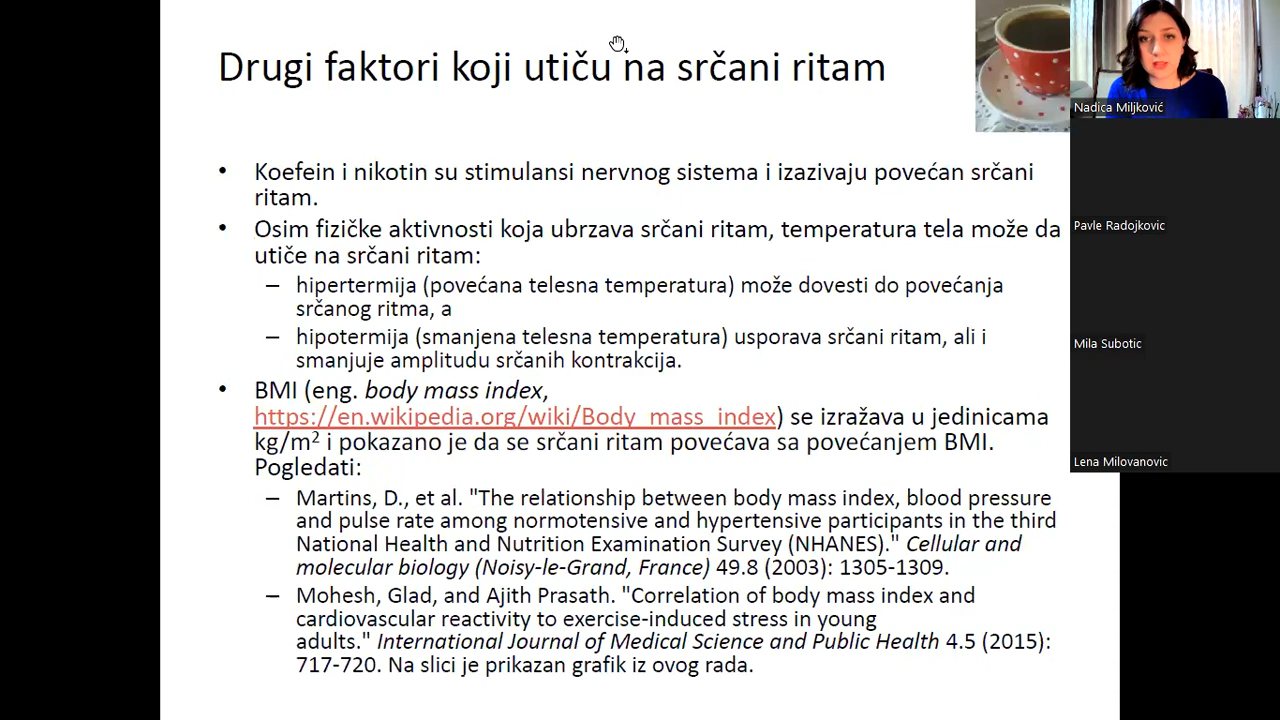 Drugi faktori koji utiču na srčani ritam
• Koefein i nikotin su stimulansi nervnog sistema i izazivaju povećan srčani
ritam.
• Osim fizičke aktivnosti koja ubrzava srčani ritam, temperatura tela može da
utiče na srčani ritam:
– hipertermija (povećana telesna temperatura) može dovesti do povećanja
srčanog ritma, a
– hipotermija (smanjena telesna temperatura) usporava srčani ritam, ali i
smanjuje amplitudu srčanih kontrakcija.
• BMI (eng. body mass index,
https://en.wikipedia.org/wiki/Body_mass_index) se izražava u jedinicama
kg/m² i pokazano je da se srčani ritam povećava sa povećanjem BMI.
Pogledati:
– Martins, D., et al. "The relationship between body mass index, blood pressure
and pulse rate among normotensive and hypertensive participants in the third
National Health and Nutrition Examination Survey (NHANES)." Cellular and
molecular biology (Noisy-le-Grand, France) 49.8 (2003): 1305-1309.
– Mohesh, Glad, and Ajith Prasath. "Correlation of body mass index and
cardiovascular reactivity to exercise-induced stress in young
adults." International Journal of Medical Science and Public Health 4.5 (2015):
717-720. Na slici je prikazan grafik iz ovog rada.
Nadica Miljković
Pavle Radojkovic
Mila Subotic
Lena Milovanovic